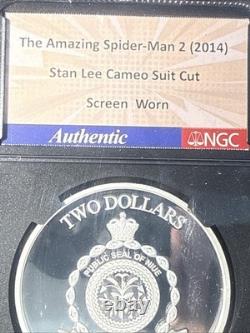 The Amazing Spider-Man 2 (2014)
Stan Lee Cameo Suit Cut
Screen Worn
Authentic
NGC
TWO DOLLARS
PUBLIC SEAL OF NIUE
ebay